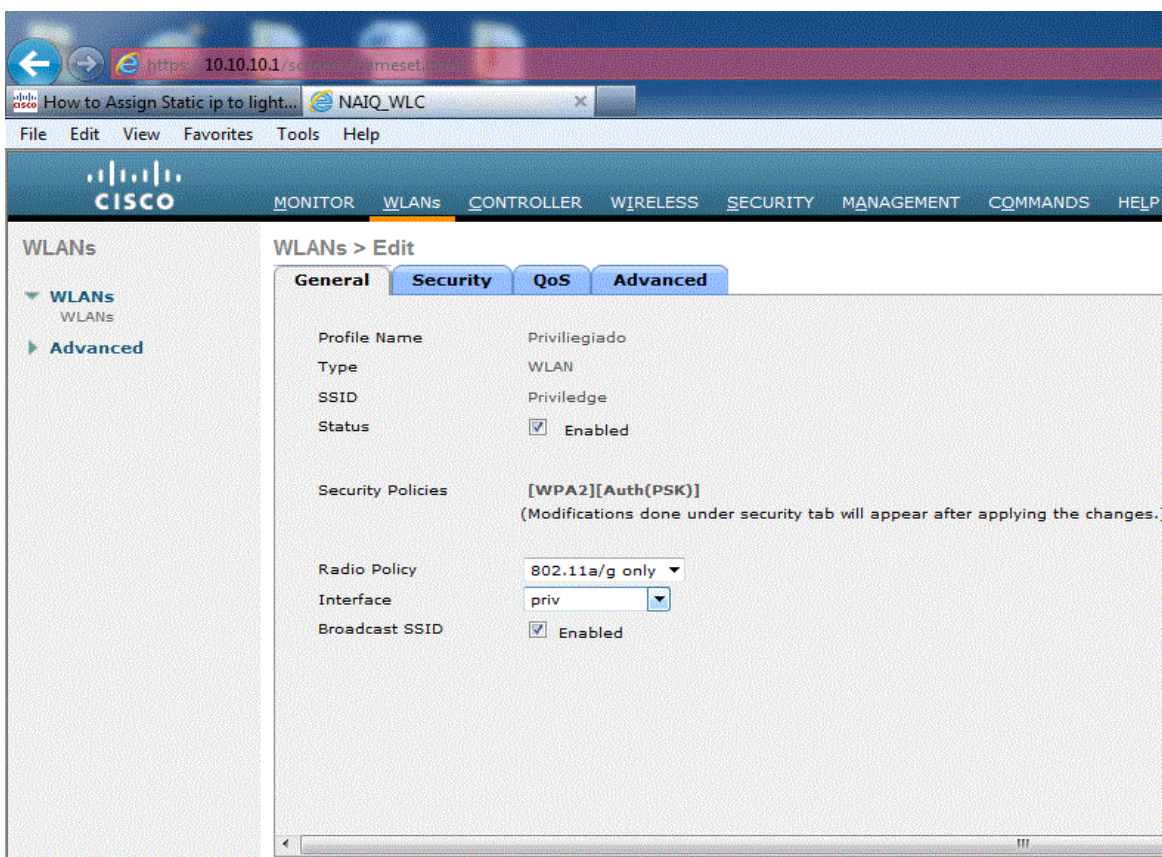 https 10.10.10.1/ frameset.html
cisco How to Assign Static ip to light... NAIQ_WLC
File Edit View Favorites Tools Help
CISCO
MONITOR WLANs CONTROLLER WIRELESS SECURITY MANAGEMENT COMMANDS HELP
WLANs
WLANs > Edit
General Security QoS Advanced
WLANs
WLANs
Advanced
Profile Name Priviliegiado
Type WLAN
SSID Priviledge
Status Enabled
Security Policies [WPA2][Auth(PSK)]
(Modifications done under security tab will appear after applying the changes.)
Radio Policy 802.11a/g only
Interface priv
Broadcast SSID Enabled